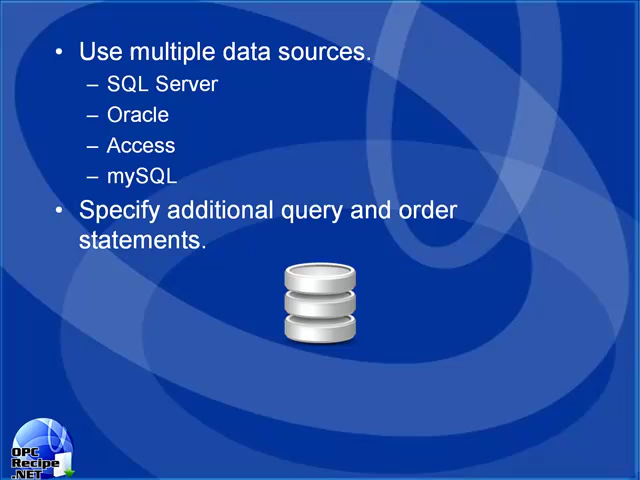 • Use multiple data sources.
– SQL Server
– Oracle
– Access
– mySQL
• Specify additional query and order
statements.
OPC
Recipe
.NET